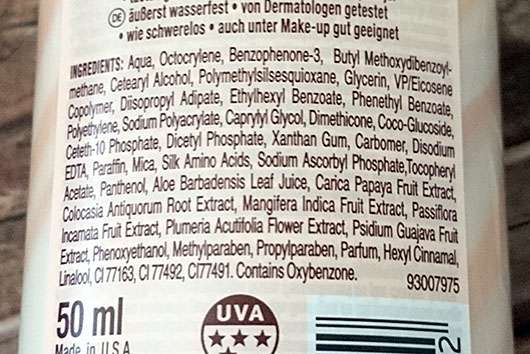 DE äußerst wasserfest • von Dermatologen getestet
• wie schwerelos • auch unter Make-up gut geeignet
INGREDIENTS: Aqua, Octocrylene, Benzophenone-3, Butyl Methoxydibenzoyl-
methane, Cetearyl Alcohol, Polymethylsilsesquioxane, Glycerin, VP/Eicosene
Copolymer, Diisopropyl Adipate, Ethylhexyl Benzoate, Phenethyl Benzoate,
Polyethylene, Sodium Polyacrylate, Caprylyl Glycol, Dimethicone, Coco-Glucoside,
Ceteth-10 Phosphate, Dicetyl Phosphate, Xanthan Gum, Carbomer, Disodium
EDTA, Paraffin, Mica, Silk Amino Acids, Sodium Ascorbyl Phosphate,Tocopheryl
Acetate, Panthenol, Aloe Barbadensis Leaf Juice, Carica Papaya Fruit Extract,
Colocasia Antiquorum Root Extract, Mangifera Indica Fruit Extract, Passiflora
Incarnata Fruit Extract, Plumeria Acutifolia Flower Extract, Psidium Guajava Fruit
Extract, Phenoxyethanol, Methylparaben, Propylparaben, Parfum, Hexyl Cinnamal,
Linalool, CI 77163, CI 77492, CI77491. Contains Oxybenzone.
93007975
50 ml
UVA
2
Made in U.S.A